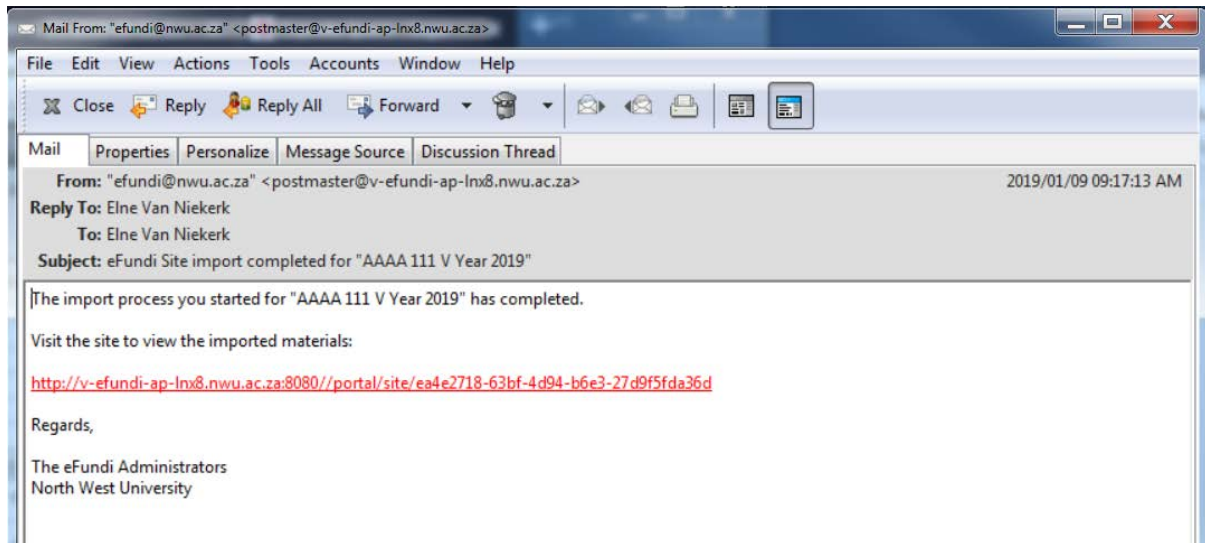 Mail From: "efundi@nwu.ac.za" <postmaster@v-efundi-ap-lnx8.nwu.ac.za>
File Edit View Actions Tools Accounts Window Help
Close Reply Reply All Forward
Mail Properties Personalize Message Source Discussion Thread
From: "efundi@nwu.ac.za" <postmaster@v-efundi-ap-lnx8.nwu.ac.za> 2019/01/09 09:17:13 AM
Reply To: Elne Van Niekerk
To: Elne Van Niekerk
Subject: eFundi Site import completed for "AAAA 111 V Year 2019"
The import process you started for "AAAA 111 V Year 2019" has completed.
Visit the site to view the imported materials:
http://v-efundi-ap-lnx8.nwu.ac.za:8080//portal/site/ea4e2718-63bf-4d94-b6e3-27d9f5fda36d
Regards,
The eFundi Administrators
North West University